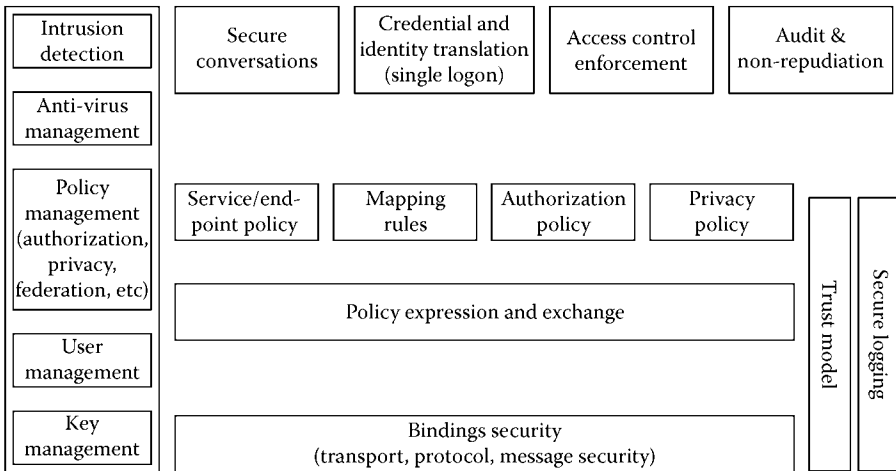 Intrusion
detection
Anti-virus
management
Policy
management
(authorization,
privacy,
federation, etc)
User
management
Key
management
Secure
conversations
Credential and
identity translation
(single logon)
Access control
enforcement
Audit &
non-repudiation
Service/end-
point policy
Mapping
rules
Authorization
policy
Privacy
policy
Policy expression and exchange
Bindings security
(transport, protocol, message security)
Trust model
Secure logging